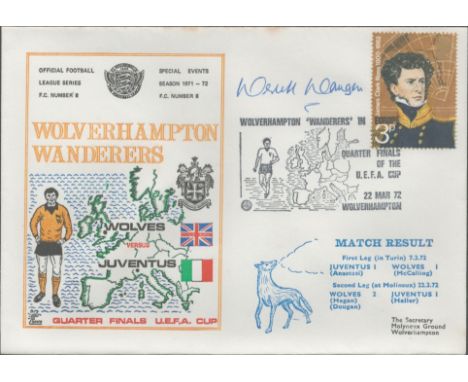 OFFICIAL FOOTBALL
LEAGUE SERIES
F.C. NUMBER 8
SPECIAL EVENTS
SEASON 1971 - 72
F.C. NUMBER 8
WOLVERHAMPTON
WANDERERS
WOLVES
VERSUS
JUVENTUS
QUARTER FINALS U.E.F.A. CUP
WOLVERHAMPTON "WANDERERS" IN
QUARTER FINALS
OF THE
U.E.F.A. CUP
22 MAR 72
WOLVERHAMPTON
3p
MATCH RESULT
First Leg (in Turin) 7.3.72
JUVENTUS 1 WOLVES 1
(Anastasi) (McCalliog)
Second Leg (at Molineux) 22.3.72
WOLVES 2 JUVENTUS 1
(Hegan) (Haller)
(Dougan)
The Secretary
Molyneux Ground
Wolverhampton